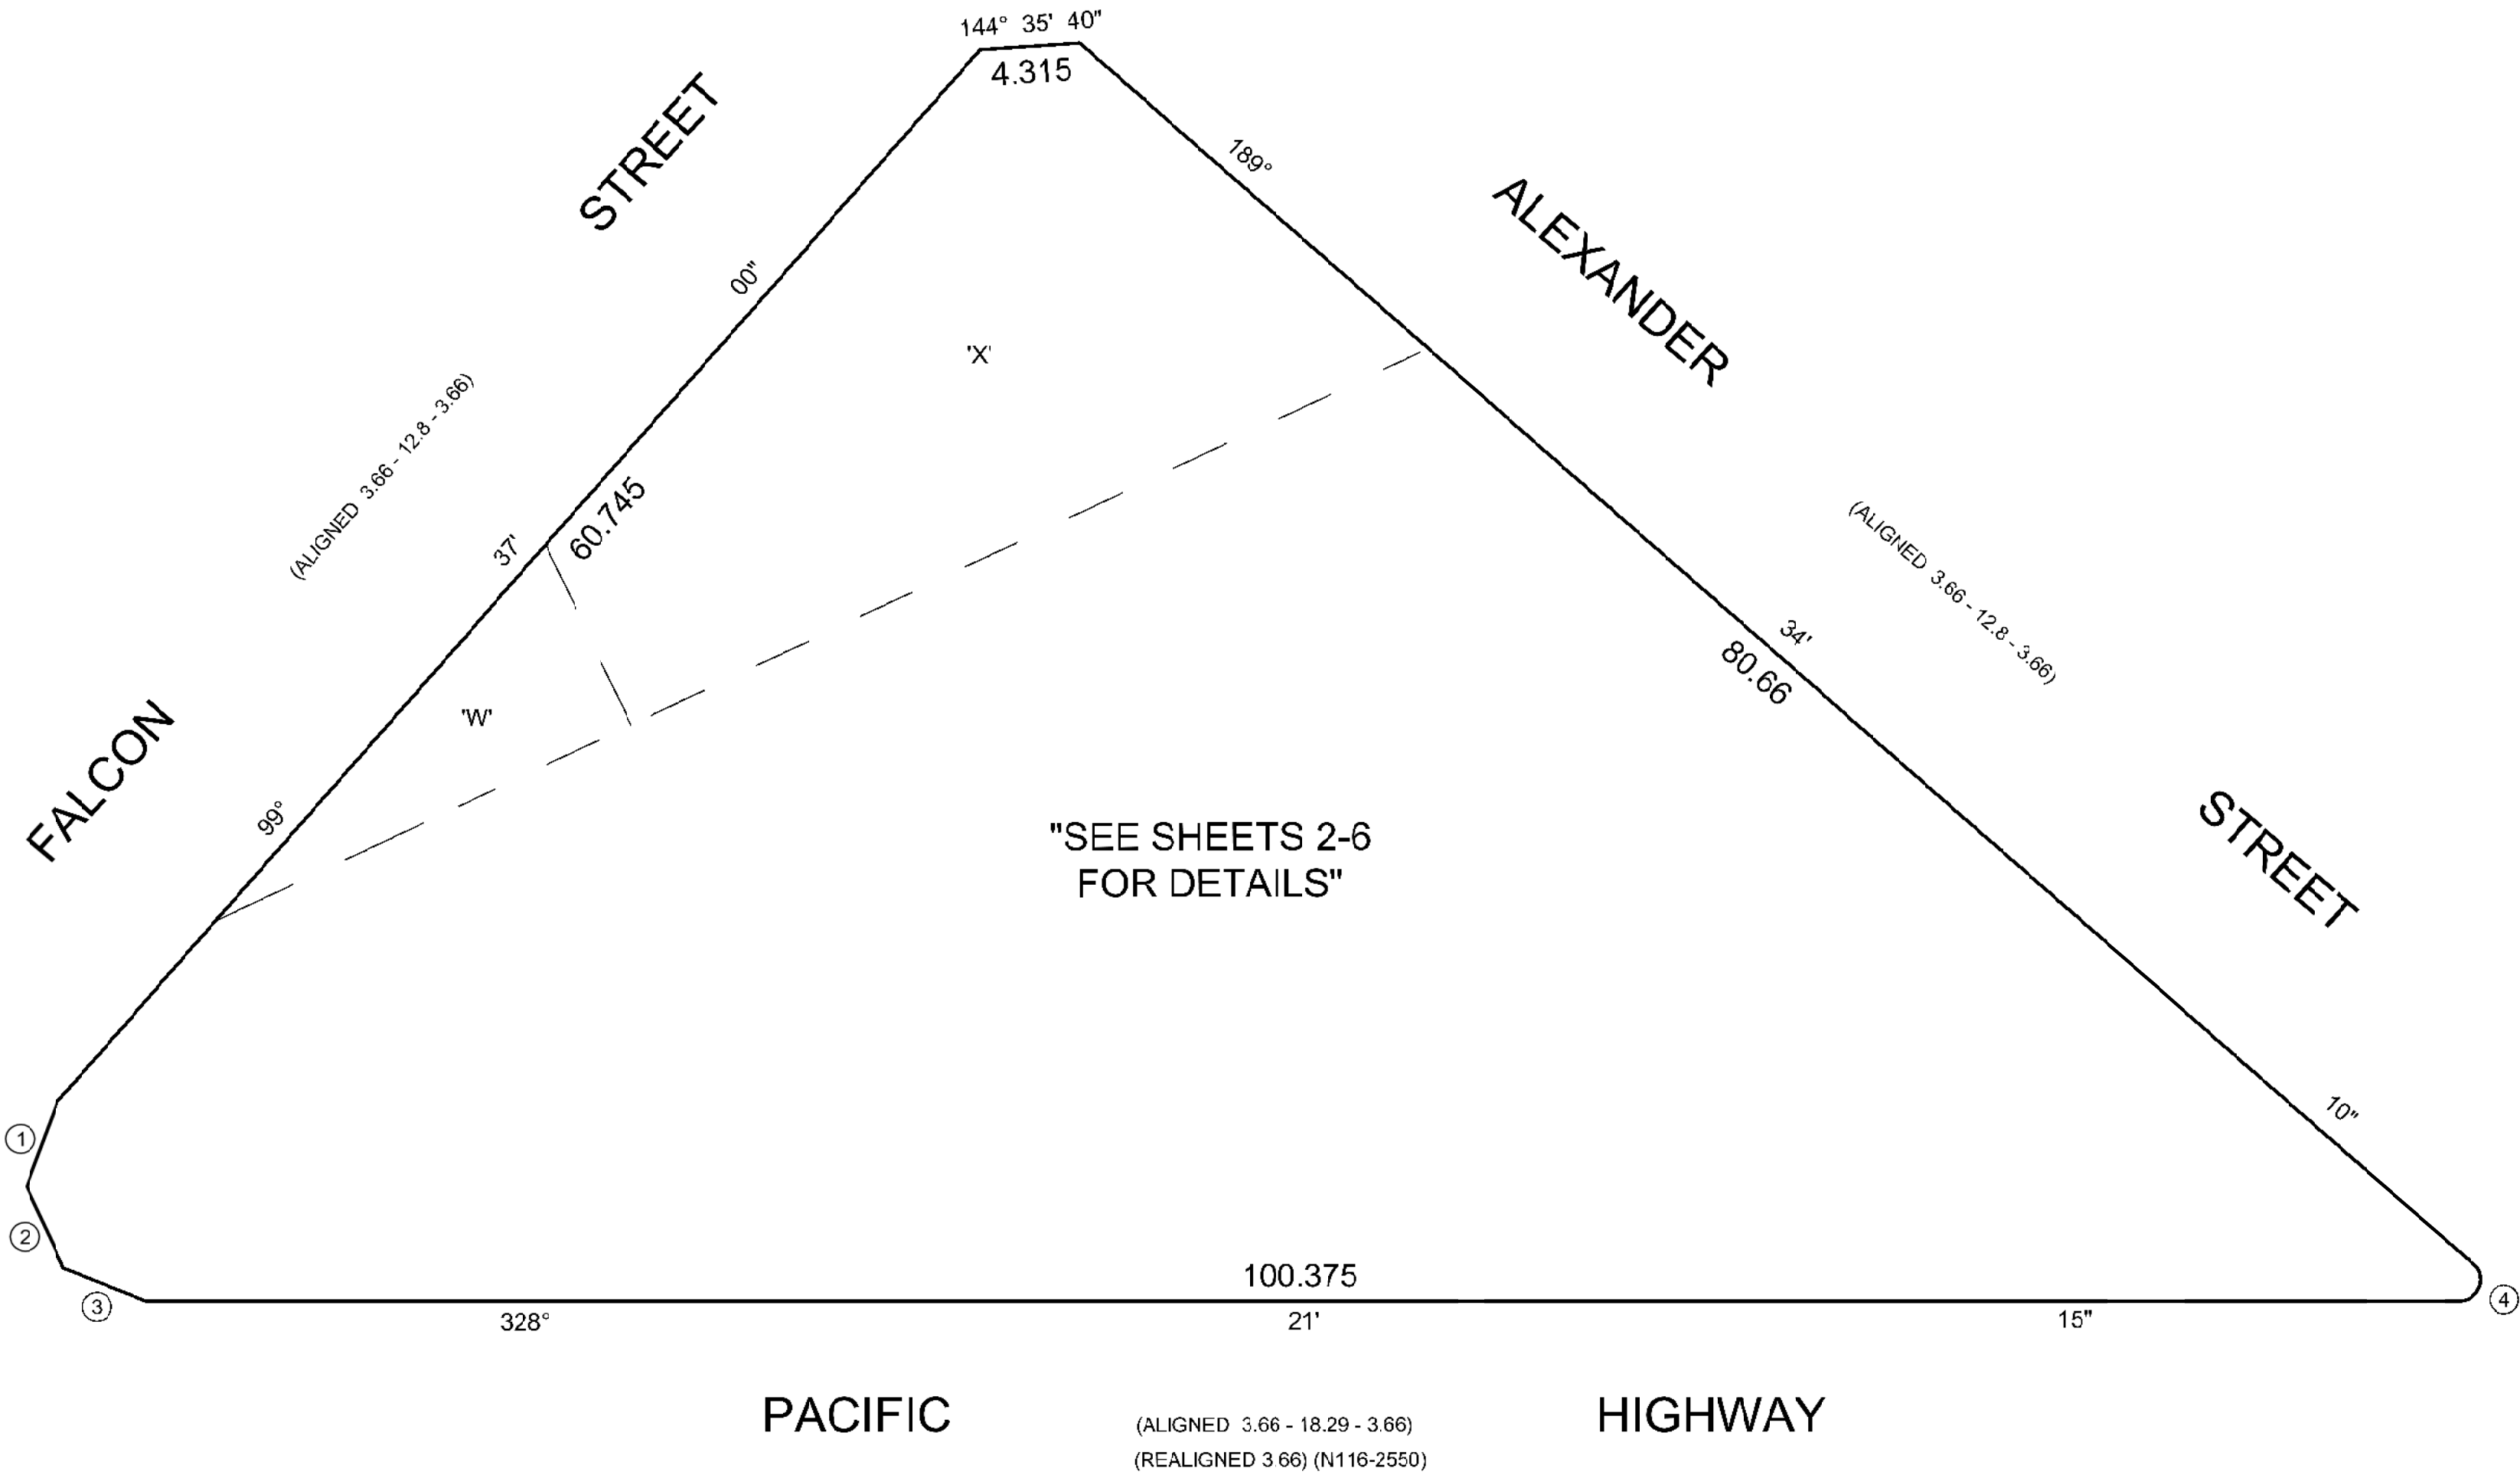 144° 35' 40"
4.315
STREET
189°
ALEXANDER
00"
'X'
(ALIGNED 3.66 - 12.8 - 3.66)
37'
60.745
(ALIGNED 3.66 - 12.8 - 3.66)
34'
80.66
FALCON
'W'
99°
"SEE SHEETS 2-6
FOR DETAILS"
STREET
10"
1
2
3
100.375
4
328° 21' 15"
PACIFIC HIGHWAY
(ALIGNED 3.66 - 18.29 - 3.66)
(REALIGNED 3.66) (N116-2550)